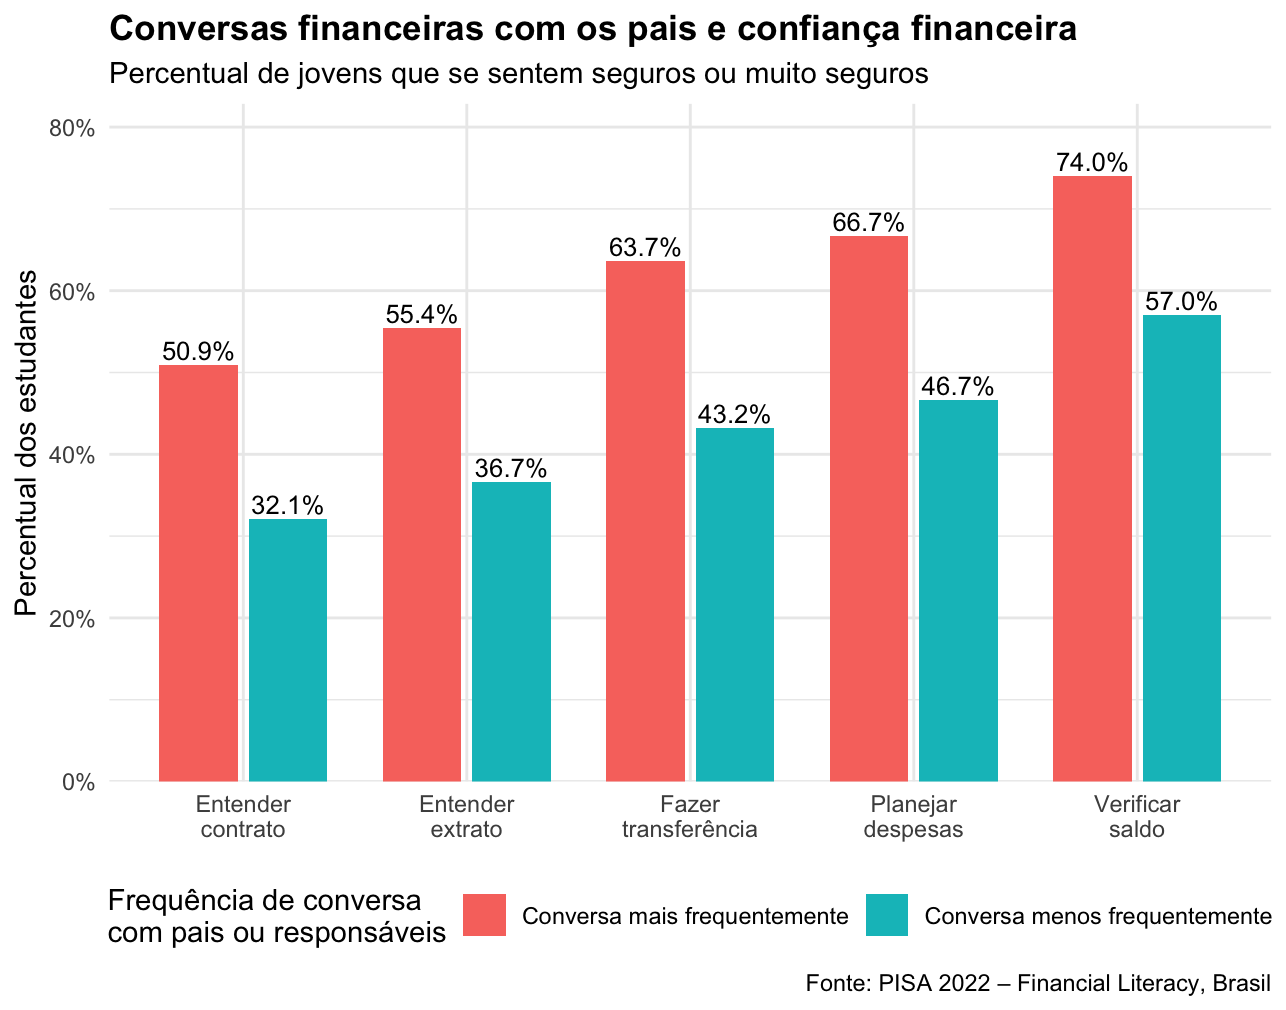 Conversas financeiras com os pais e confiança financeira
Percentual de jovens que se sentem seguros ou muito seguros
Percentual dos estudantes
80%
60%
40%
20%
0%
50.9%
32.1%
55.4%
36.7%
63.7%
43.2%
66.7%
46.7%
74.0%
57.0%
Entender
contrato
Entender
extrato
Fazer
transferência
Planejar
despesas
Verificar
saldo
Frequência de conversa
com pais ou responsáveis
Conversa mais frequentemente
Conversa menos frequentemente
Fonte: PISA 2022 – Financial Literacy, Brasil